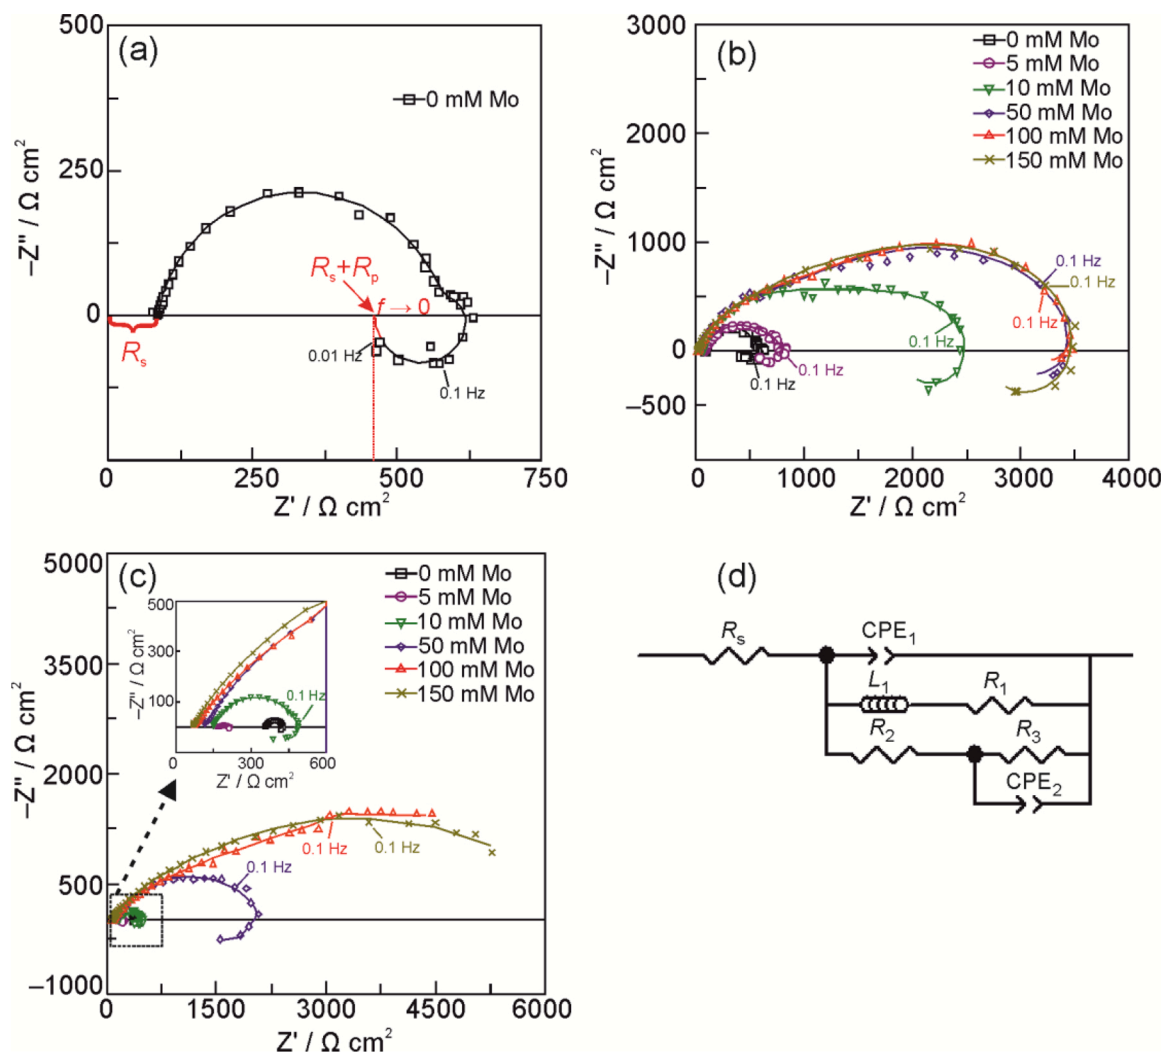 (a)
500
250
0
−Z" / Ω cm²
0 mM Mo
Rs+Rp
f → 0
Rs
0.01 Hz
0.1 Hz
0 250 500 750
Z' / Ω cm²
(b)
3000
2000
1000
0
−500
−Z" / Ω cm²
0 mM Mo
5 mM Mo
10 mM Mo
50 mM Mo
100 mM Mo
150 mM Mo
0.1 Hz
0.1 Hz
0.1 Hz
0.1 Hz
0.1 Hz
0.1 Hz
0 1000 2000 3000 4000
Z' / Ω cm²
(c)
5000
3500
2000
500
−1000
−Z" / Ω cm²
0 mM Mo
5 mM Mo
10 mM Mo
50 mM Mo
100 mM Mo
150 mM Mo
500
300
100
−Z" / Ω cm²
0.1 Hz
0 300 600
Z' / Ω cm²
0.1 Hz
0.1 Hz
0.1 Hz
0 1500 3000 4500 6000
Z' / Ω cm²
(d)
Rs
CPE1
L1
R1
R2
R3
CPE2